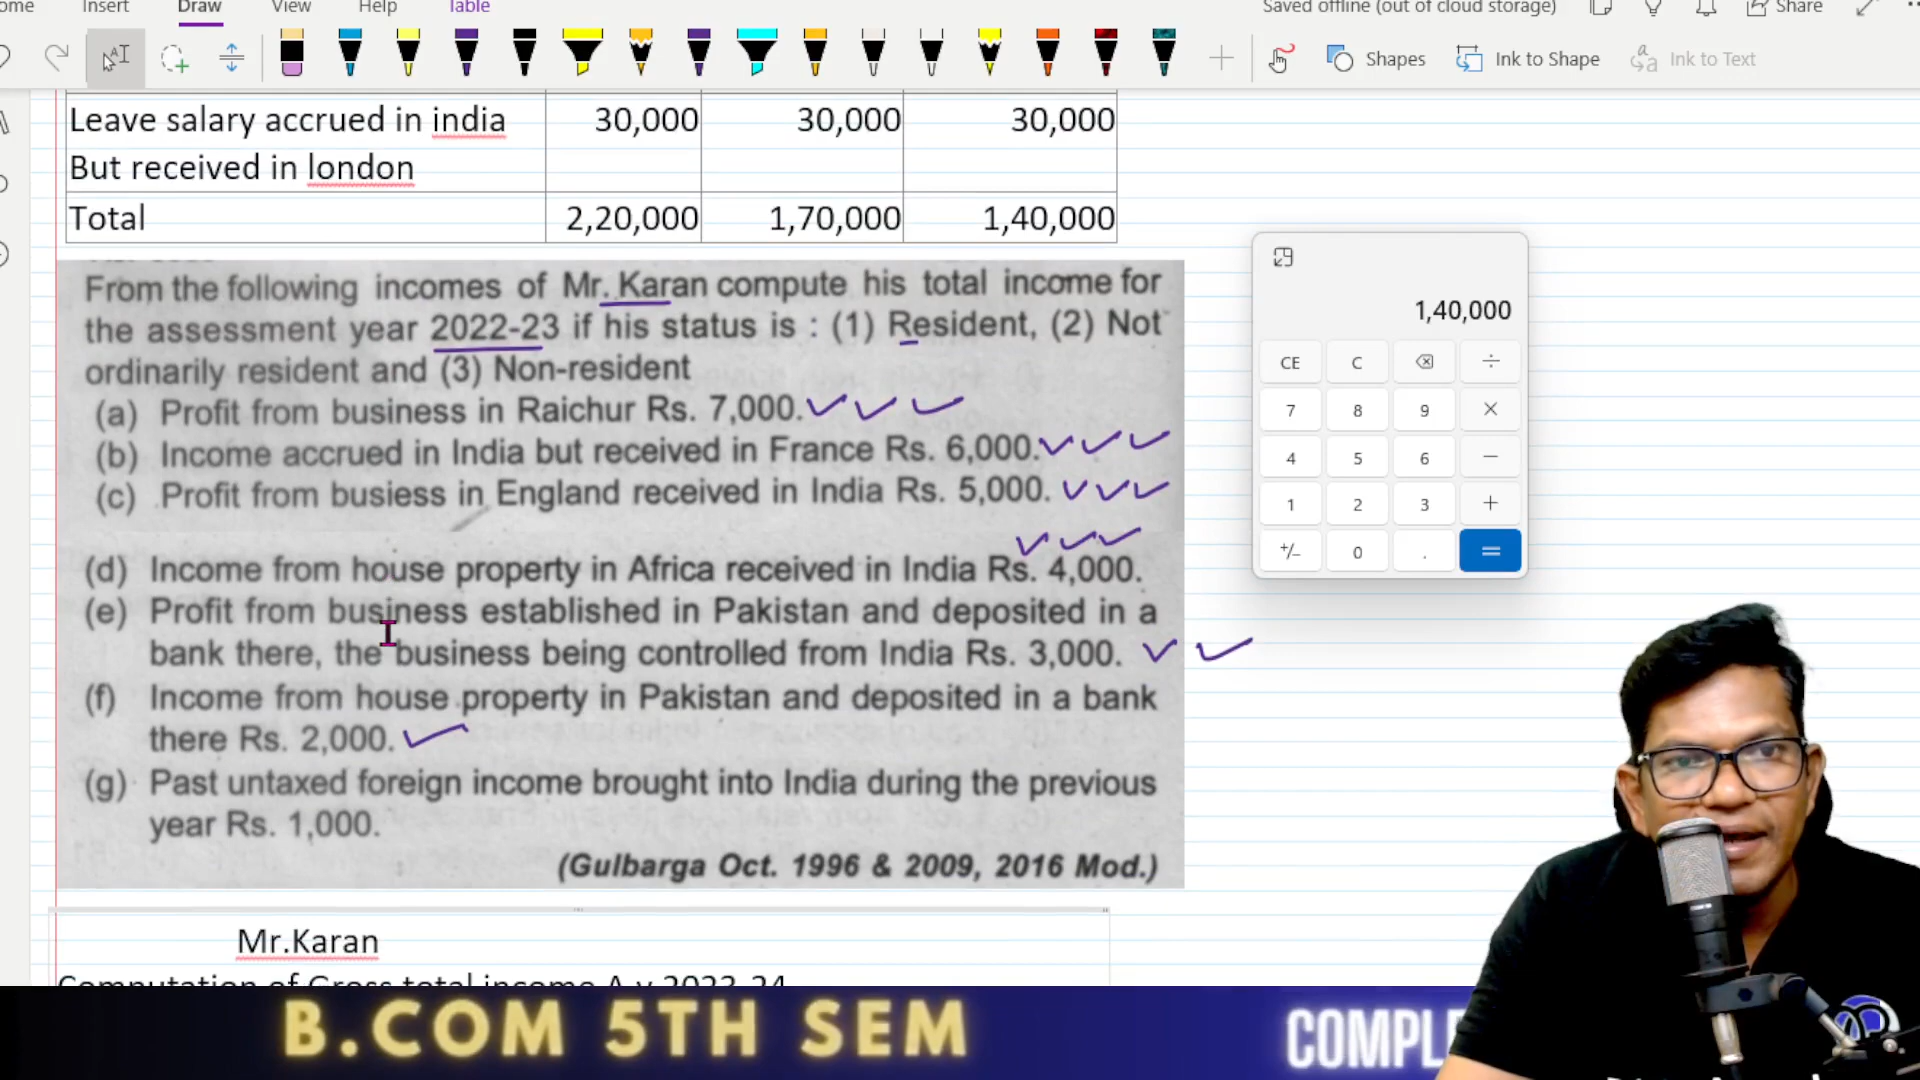 ome Insert Draw View Help Table Saved offline (out of cloud storage) Share
Shapes Ink to Shape Ink to Text
Leave salary accrued in india 30,000 30,000 30,000
But received in london
Total 2,20,000 1,70,000 1,40,000
From the following incomes of Mr. Karan compute his total income for
the assessment year 2022-23 if his status is : (1) Resident, (2) Not
ordinarily resident and (3) Non-resident
(a) Profit from business in Raichur Rs. 7,000.
(b) Income accrued in India but received in France Rs. 6,000.
(c) Profit from busiess in England received in India Rs. 5,000.
(d) Income from house property in Africa received in India Rs. 4,000.
(e) Profit from business established in Pakistan and deposited in a
bank there, the business being controlled from India Rs. 3,000.
(f) Income from house property in Pakistan and deposited in a bank
there Rs. 2,000.
(g) Past untaxed foreign income brought into India during the previous
year Rs. 1,000.
(Gulbarga Oct. 1996 & 2009, 2016 Mod.)
1,40,000
CE C ÷
7 8 9 ×
4 5 6 −
1 2 3 +
+/− 0 . =
Mr.Karan
Computation of Gross total income A.y 2023-24
B.COM 5TH SEM COMPLE